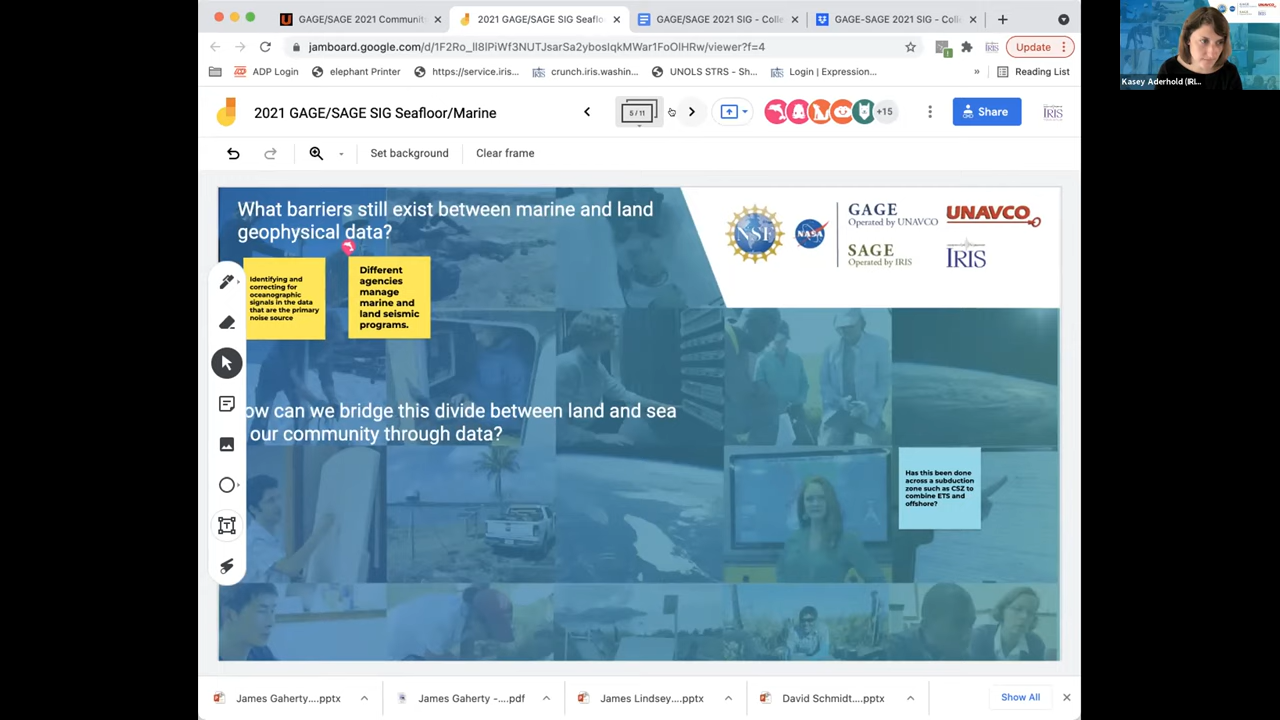 GAGE/SAGE 2021 Communit
2021 GAGE/SAGE SIG Seaflo
GAGE/SAGE 2021 SIG - Colle
GAGE-SAGE 2021 SIG - Colle
jamboard.google.com/d/1F2Ro_Il8lPiWf3NUTJsarSa2ybosIqkMWar1FoOlHRw/viewer?f=4
Update
ADP Login
elephant Printer
https://service.iris...
crunch.iris.washin...
UNOLS STRS - Sh...
Login | Expression...
Reading List
2021 GAGE/SAGE SIG Seafloor/Marine
5 / 11
+15
Share
IRIS
Set background
Clear frame
What barriers still exist between marine and land
geophysical data?
NSF
NASA
GAGE
Operated by UNAVCO
UNAVCO
SAGE
Operated by IRIS
IRIS
Identifying and
correcting for
oceanographic
signals in the data
that are the primary
noise source
Different
agencies
manage
marine and
land seismic
programs.
ow can we bridge this divide between land and sea
our community through data?
Has this been done
across a subduction
zone such as CSZ to
combine ETS and
offshore?
James Gaherty....pptx
James Gaherty -....pdf
James Lindsey....pptx
David Schmidt....pptx
Show All
Kasey Aderhold (IRI...